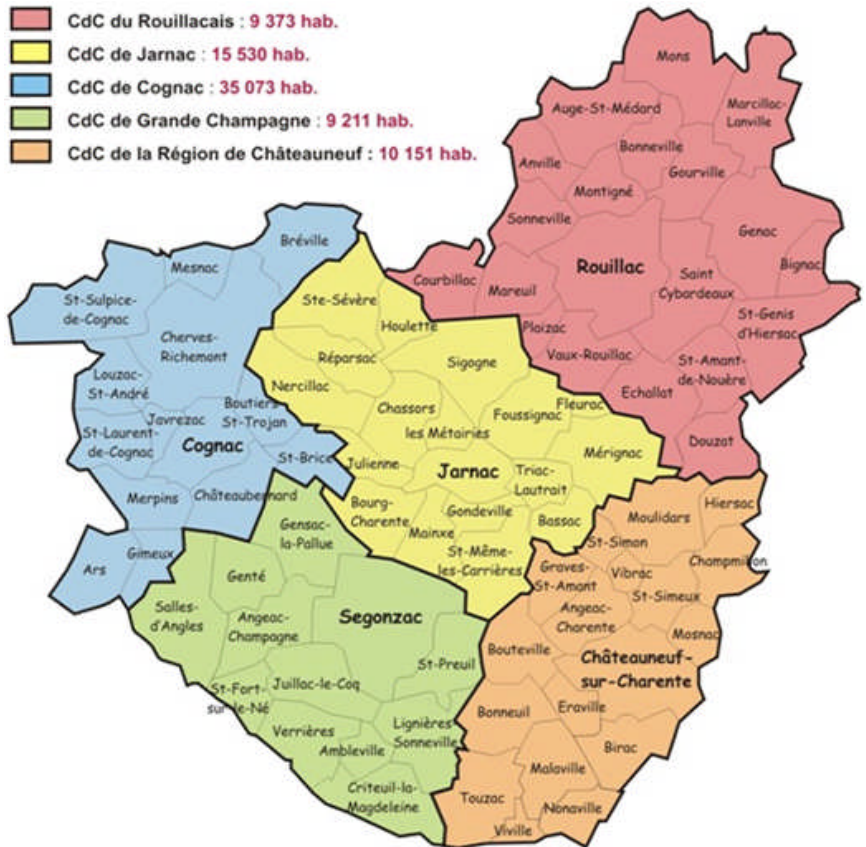 CdC du Rouillacais : 9 373 hab.
CdC de Jarnac : 15 530 hab.
CdC de Cognac : 35 073 hab.
CdC de Grande Champagne : 9 211 hab.
CdC de la Région de Châteauneuf : 10 151 hab.
Mons
Auge-St-Médard
Marcillac-
Lanville
Bonneville
Anville
Gourville
Montigné
Sonneville
Genac
Rouillac
Bignac
Courbillac
Mareuil
Saint
Cybardeaux
St-Genis
d'Hiersac
Plaizac
Vaux-Rouillac
St-Amant-
de-Nouère
Echallat
Douzat
Bréville
Mesnac
St-Sulpice-
de-Cognac
Cherves-
Richemont
Louzac-
St-André
Javrezac
Boutiers
St-Trojan
St-Laurent-
de-Cognac
Cognac
St-Brice
Merpins
Châteaubernard
Gimeux
Ars
Ste-Sévère
Houlette
Réparsac
Sigogne
Nercillac
Chassors
Fleurac
Foussignac
les Métairies
Mérignac
Julienne
Jarnac
Triac-
Lautrait
Bourg-
Charente
Gondeville
Bassac
Mainxe
St-Même-
les-Carrières
Gensac-
la-Pallue
Genté
Salles-
d'Angles
Angeac-
Champagne
Segonzac
St-Preuil
St-Fort-
sur-le-Né
Juillac-le-Coq
Verrières
Lignières
Sonneville
Ambleville
Criteuil-la-
Magdeleine
Hiersac
Moulidars
St-Simon
Champmillon
Graves-
St-Amant
Vibrac
St-Simeux
Angeac-
Charente
Mosnac
Bouteville
Châteauneuf-
sur-Charente
Bonneuil
Eraville
Birac
Malaville
Touzac
Nonaville
Viville